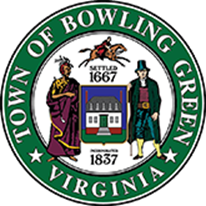 TOWN OF BOWLING GREEN
SETTLED
1667
INCORPORATED
1837
VIRGINIA